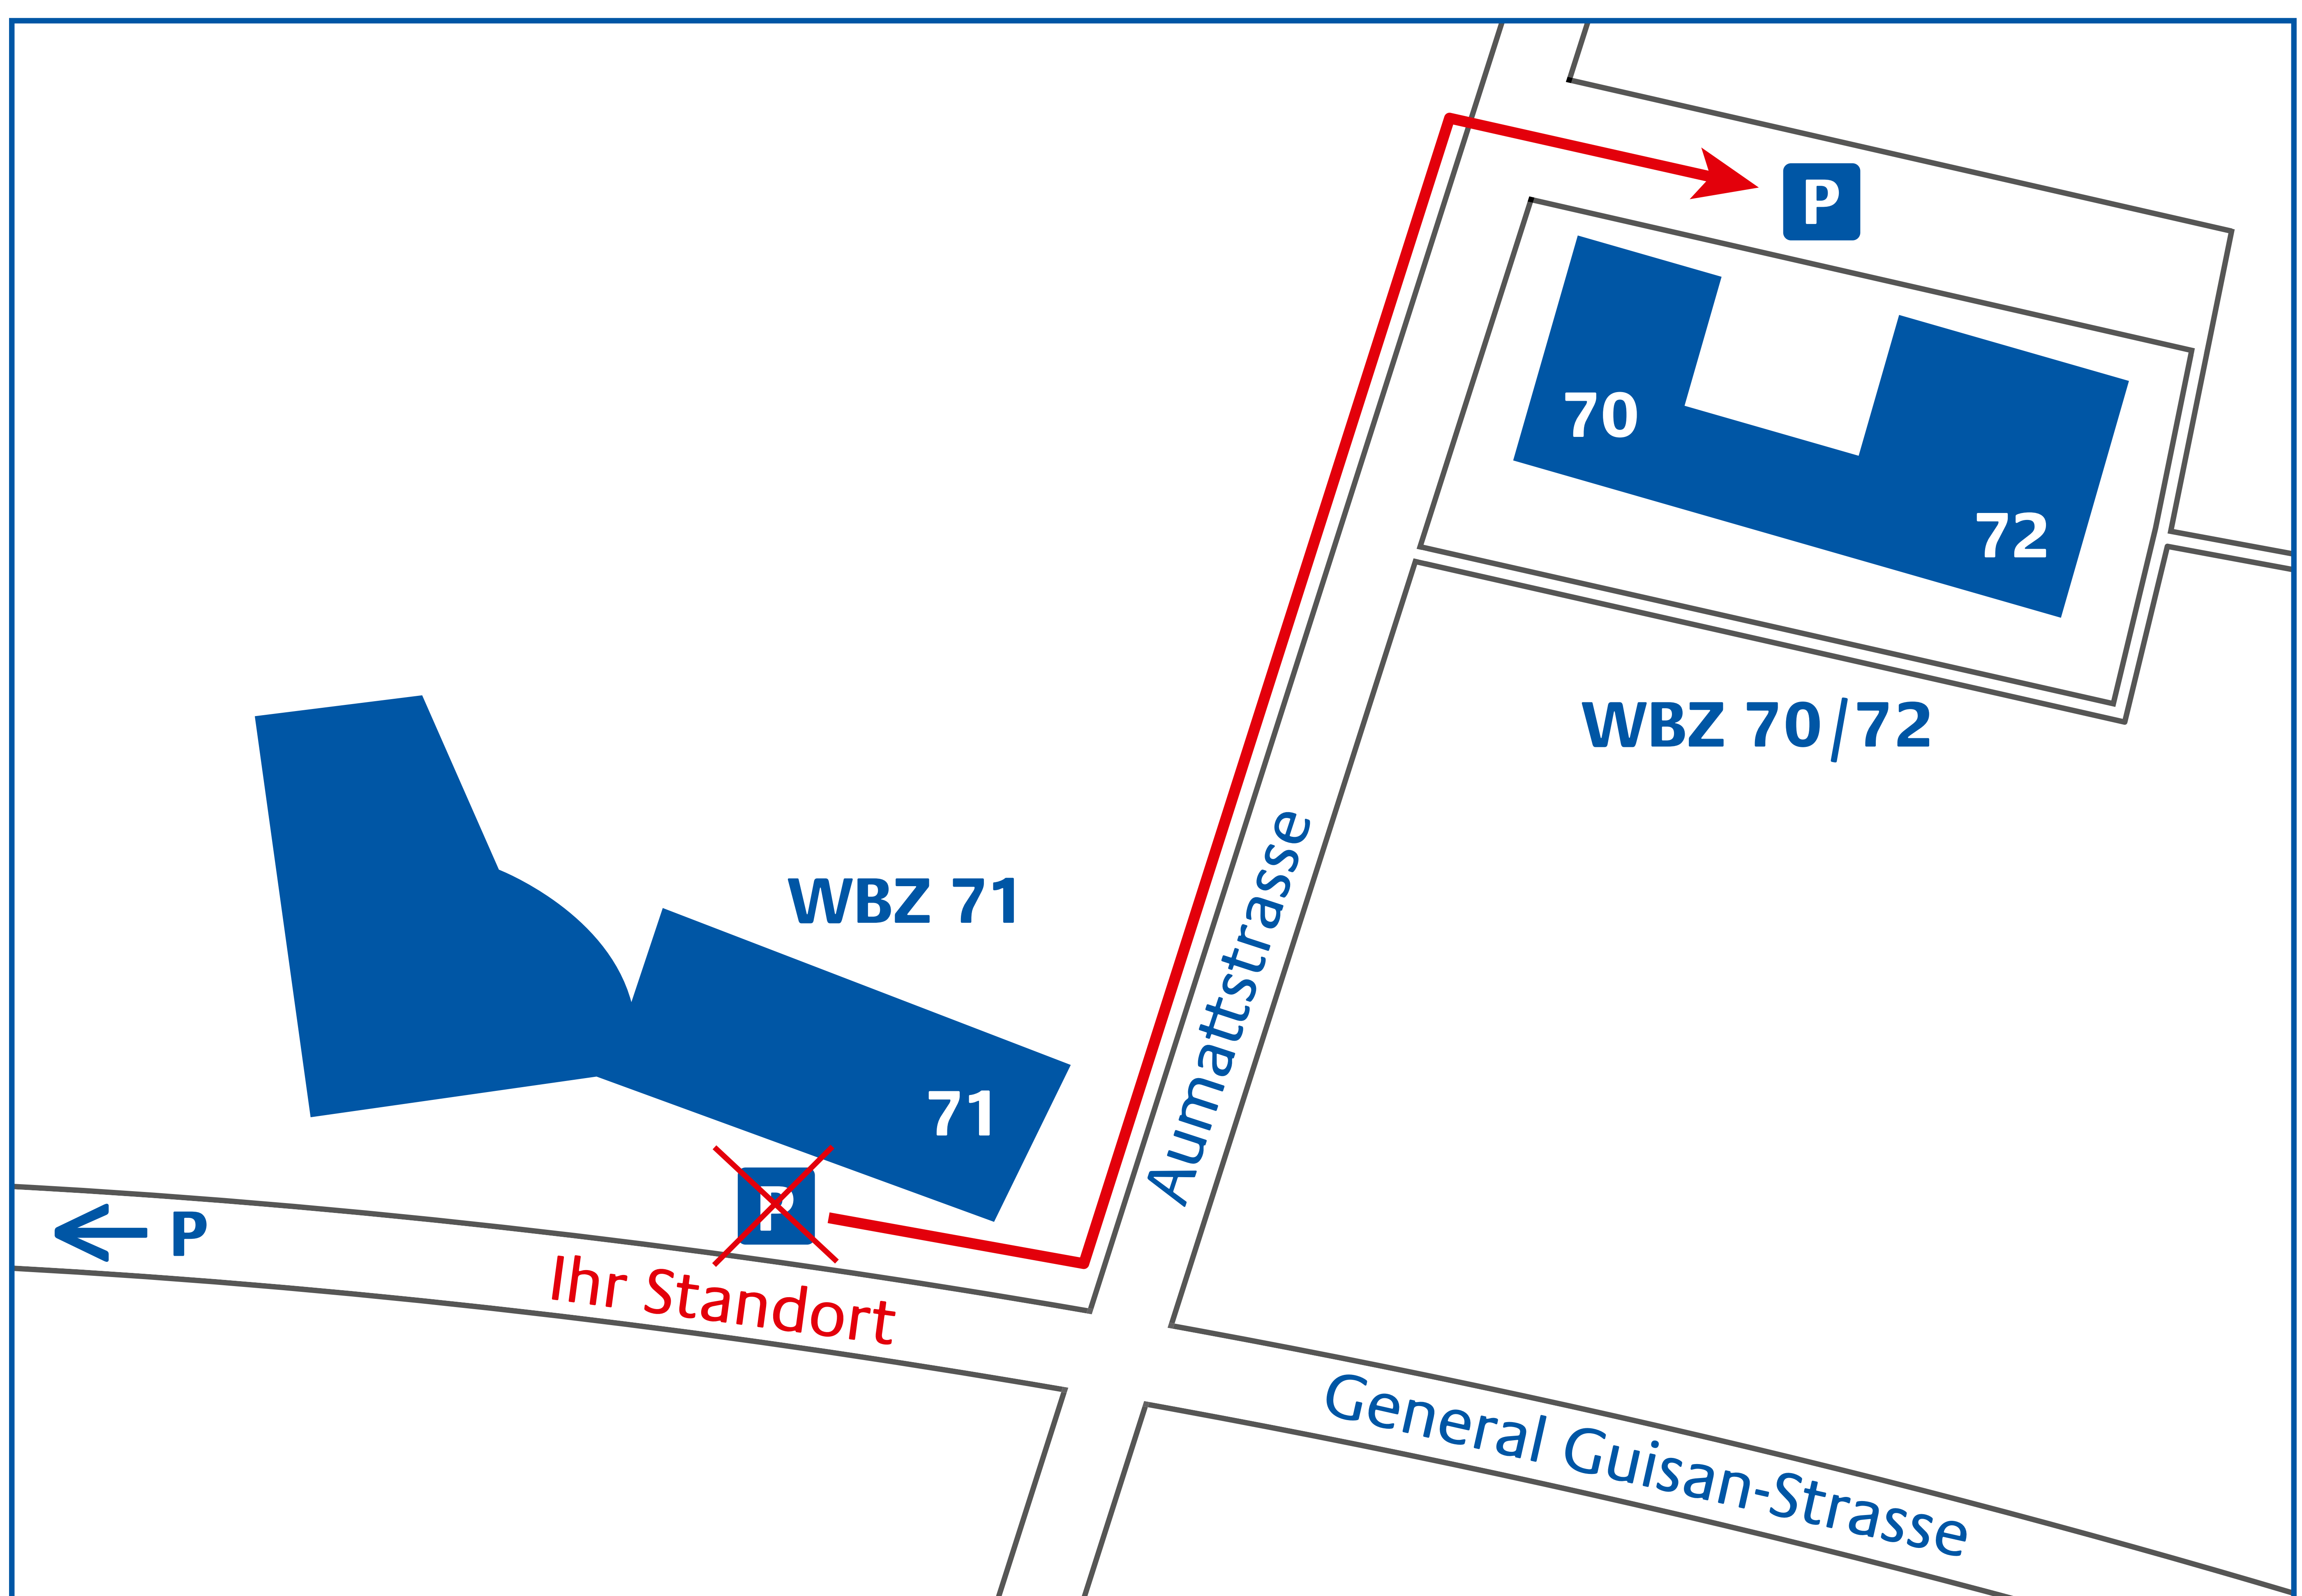 P
70
72
WBZ 70/72
WBZ 71
Aumattstrasse
71
P
P
Ihr Standort
General Guisan-Strasse